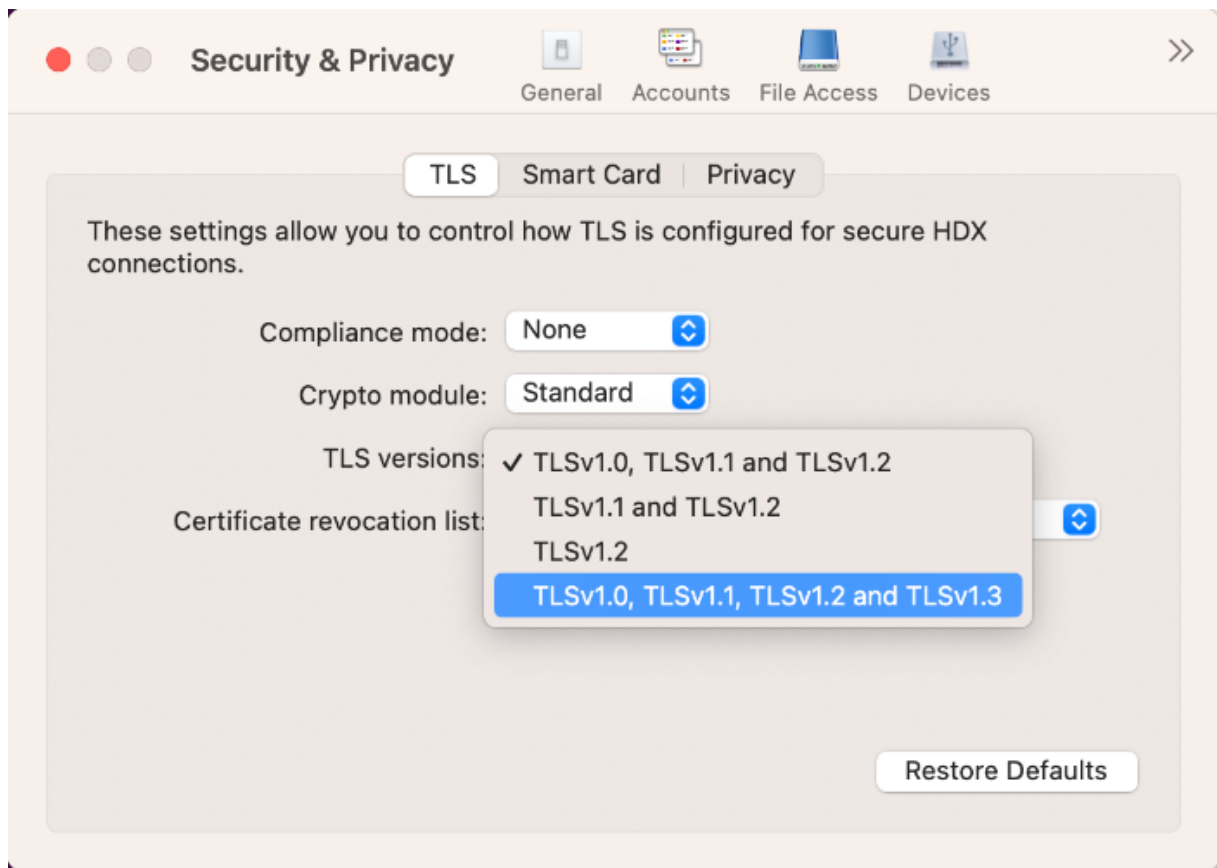 Security & Privacy
General
Accounts
File Access
Devices
TLS
Smart Card
Privacy
These settings allow you to control how TLS is configured for secure HDX
connections.
Compliance mode: None
Crypto module: Standard
TLS versions: ✓ TLSv1.0, TLSv1.1 and TLSv1.2
TLSv1.1 and TLSv1.2
Certificate revocation list:
TLSv1.2
TLSv1.0, TLSv1.1, TLSv1.2 and TLSv1.3
Restore Defaults